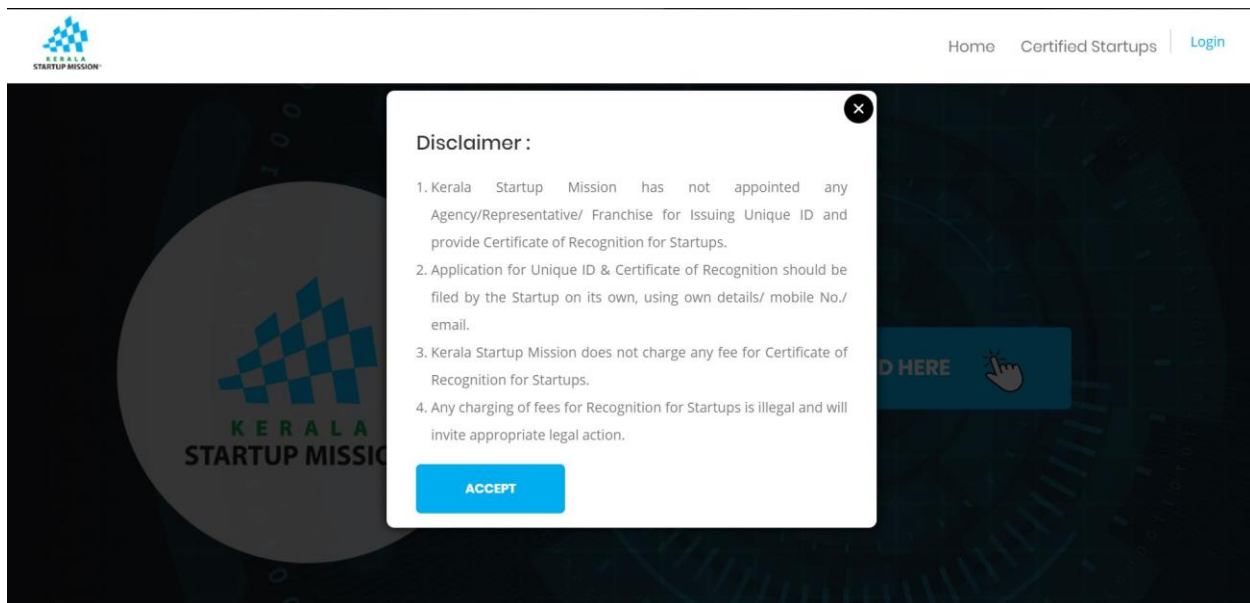 KERALA
STARTUP MISSION
Home Certified Startups Login
Disclaimer :
1. Kerala Startup Mission has not appointed any
Agency/Representative/ Franchise for Issuing Unique ID and
provide Certificate of Recognition for Startups.
2. Application for Unique ID & Certificate of Recognition should be
filed by the Startup on its own, using own details/ mobile No./
email.
3. Kerala Startup Mission does not charge any fee for Certificate of
Recognition for Startups.
4. Any charging of fees for Recognition for Startups is illegal and will
invite appropriate legal action.
ACCEPT
KERALA
STARTUP MISSIO
D HERE